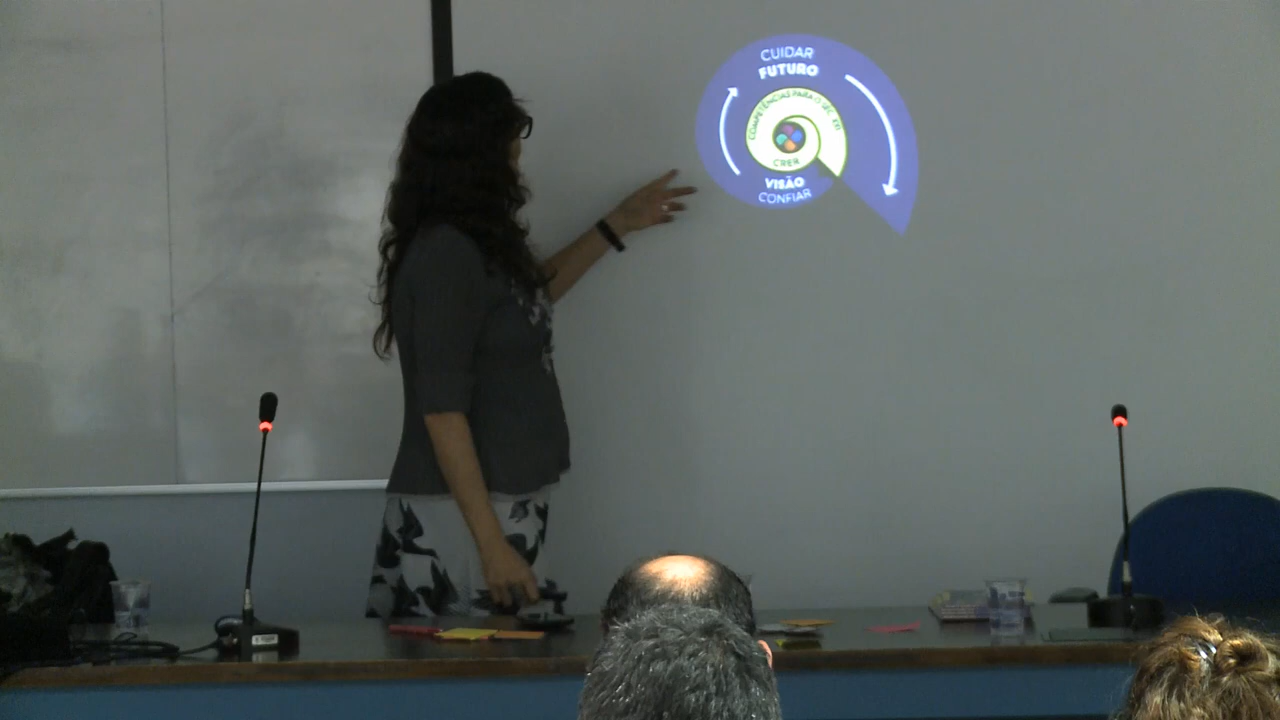 CUIDAR
FUTURO
COMPETÊNCIAS PARA O SÉC. XXI
CRER
VISÃO
CONFIAR